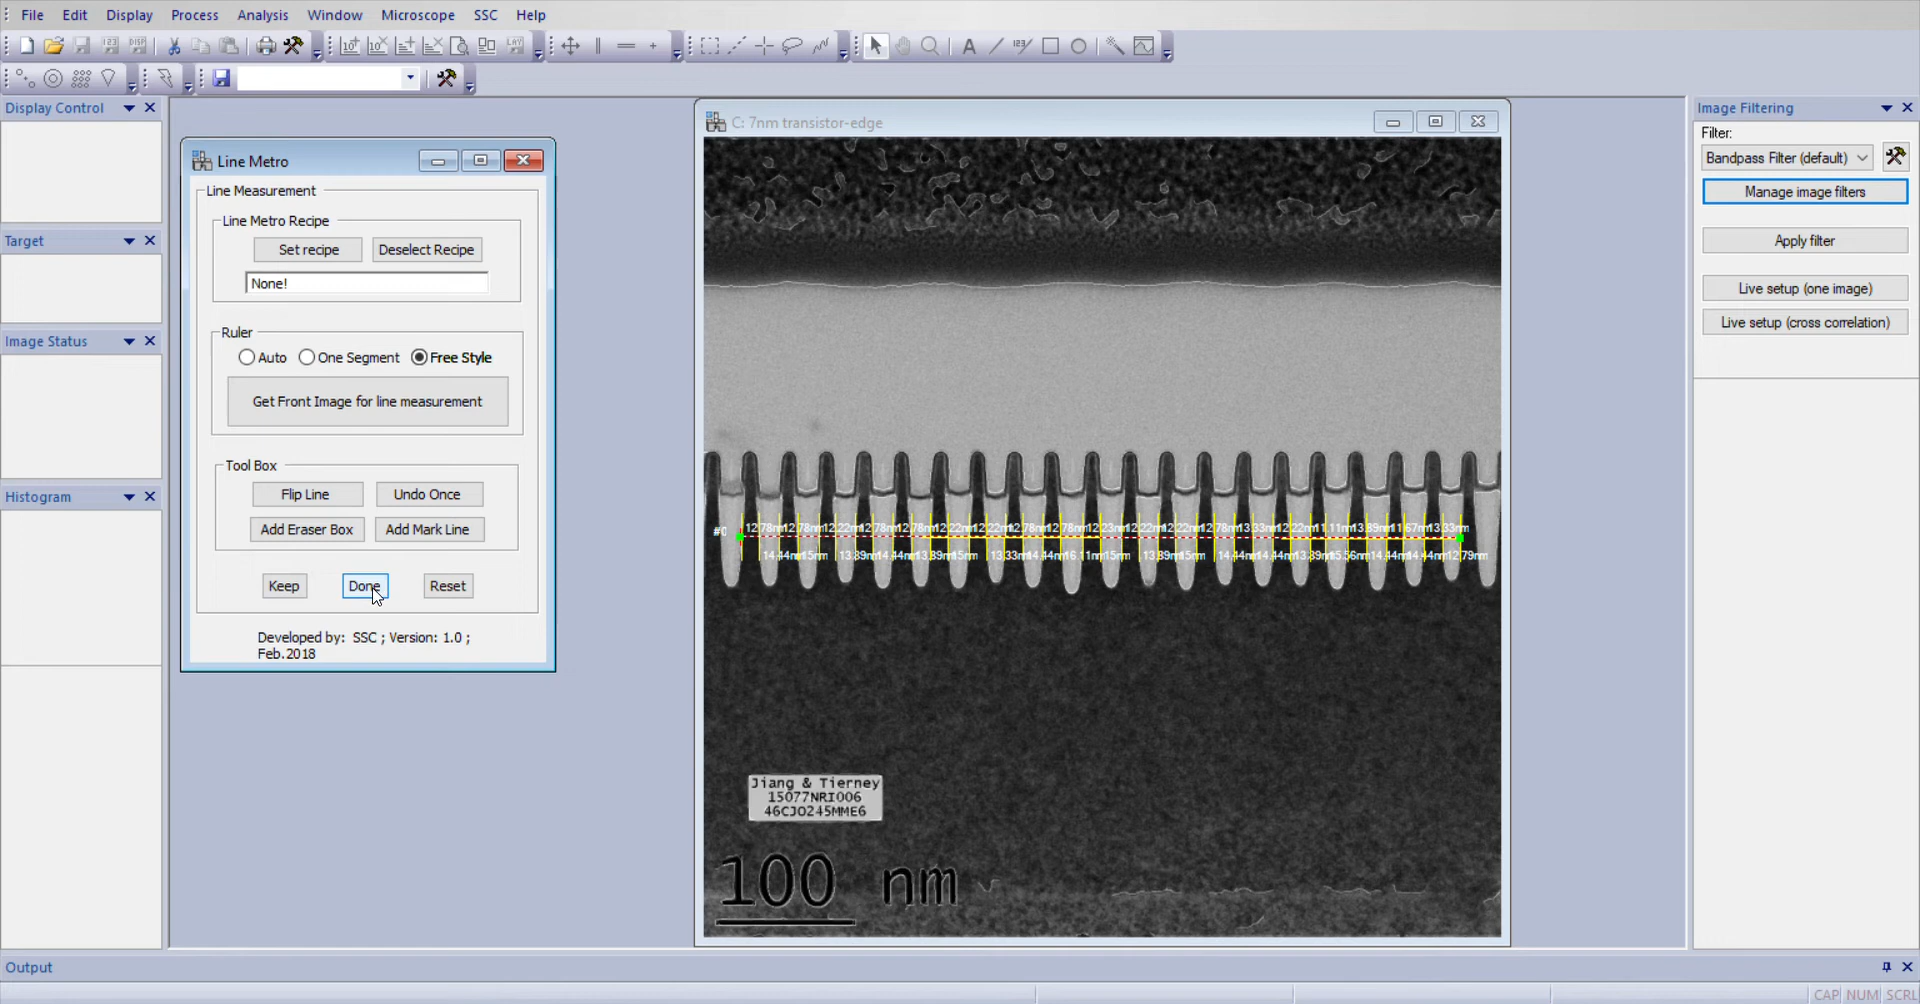 File Edit Display Process Analysis Window Microscope SSC Help
Display Control
Target
Image Status
Histogram
Line Metro
Line Measurement
Line Metro Recipe
Set recipe Deselect Recipe
None!
Ruler
Auto One Segment Free Style
Get Front Image for line measurement
Tool Box
Flip Line Undo Once
Add Eraser Box Add Mark Line
Keep Done Reset
Developed by: SSC ; Version: 1.0 ;
Feb.2018
C: 7nm transistor-edge
#0
Jiang & Tierney
15077NRI006
46CJO245MME6
100 nm
Image Filtering
Filter:
Bandpass Filter (default)
Manage image filters
Apply filter
Live setup (one image)
Live setup (cross correlation)
Output
CAP NUM SCRL